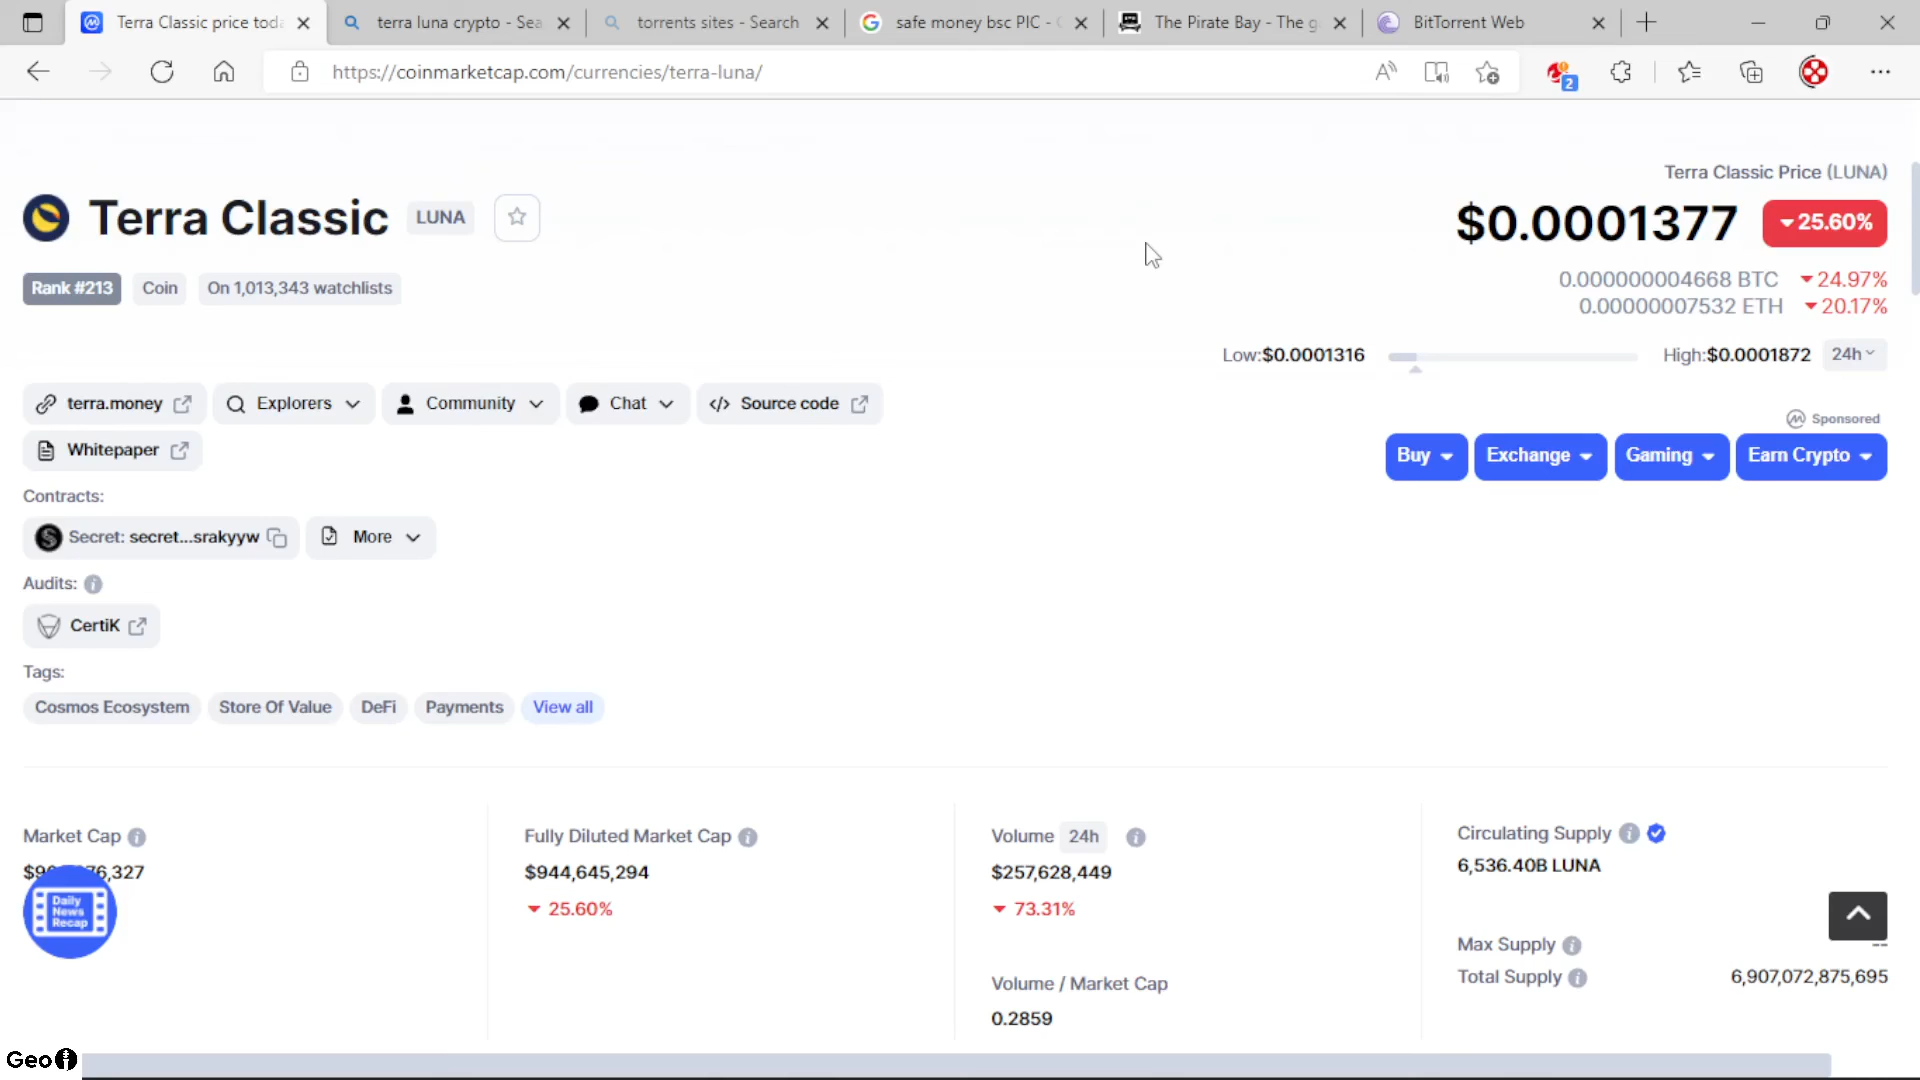 Terra Classic price toda
terra luna crypto - Sea
torrents sites - Search
safe money bsc PIC -
The Pirate Bay - The g
BitTorrent Web
https://coinmarketcap.com/currencies/terra-luna/
2
Terra Classic Price (LUNA)
Terra Classic LUNA
$0.0001377 25.60%
Rank #213 Coin On 1,013,343 watchlists
0.000000004668 BTC 24.97%
0.00000007532 ETH 20.17%
Low:$0.0001316 High:$0.0001872 24h
terra.money Explorers Community Chat Source code
Sponsored
Whitepaper
Buy Exchange Gaming Earn Crypto
Contracts:
Secret: secret...srakyyw More
Audits:
CertiK
Tags:
Cosmos Ecosystem Store Of Value DeFi Payments View all
Market Cap
6,327
Daily
News
Recap
Fully Diluted Market Cap
$944,645,294
25.60%
Volume 24h
$257,628,449
73.31%
Volume / Market Cap
0.2859
Circulating Supply
6,536.40B LUNA
Max Supply --
Total Supply 6,907,072,875,695
Geo